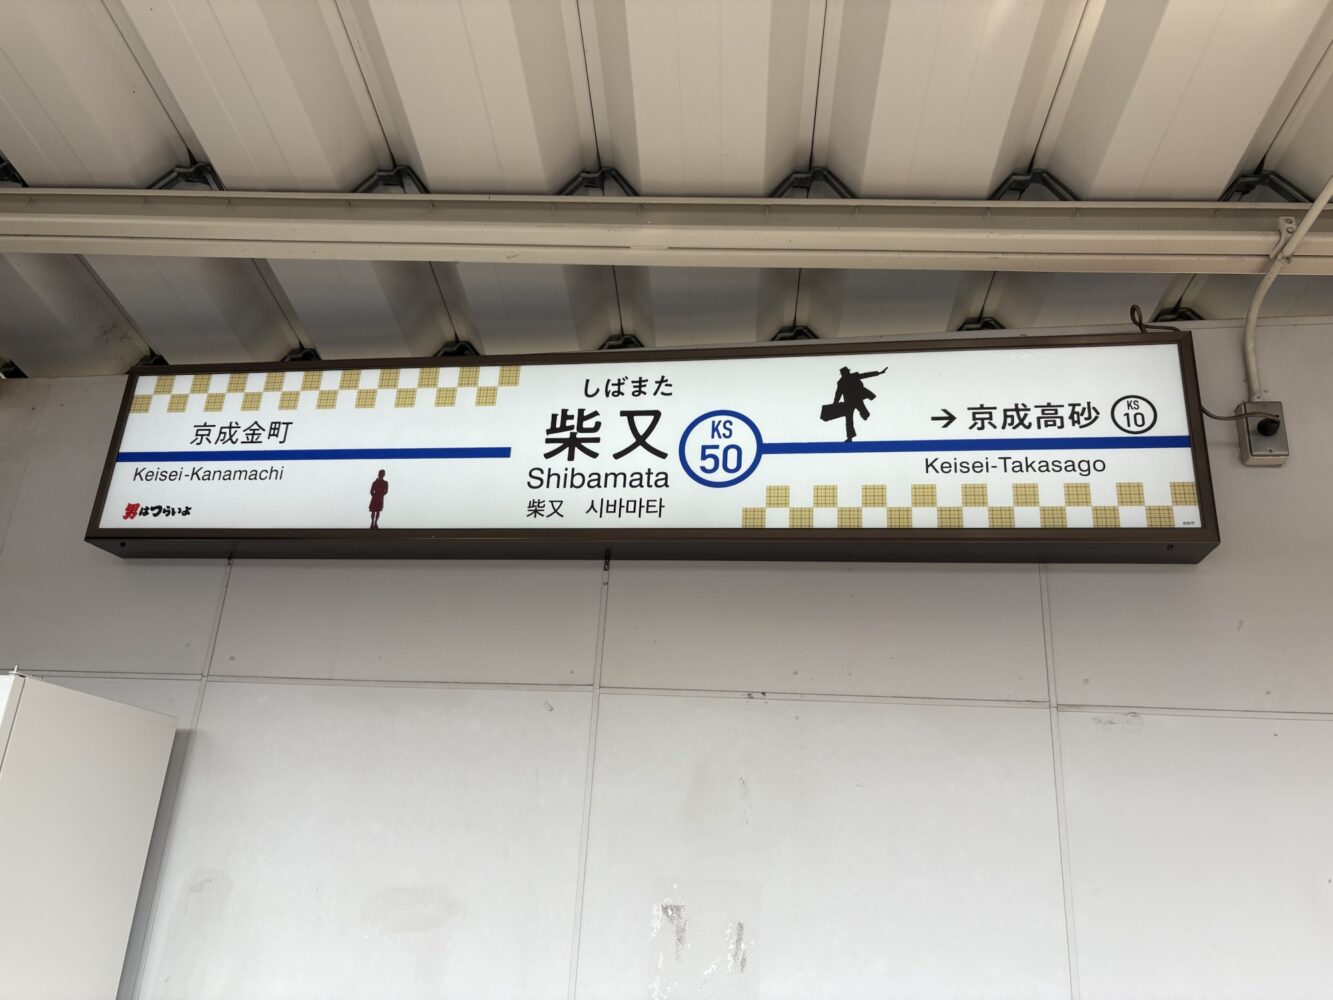 京成金町
Keisei-Kanamachi
男はつらいよ
しばまた
柴又
Shibamata
柴又 시바마타
KS
50
→ 京成高砂
KS
10
Keisei-Takasago